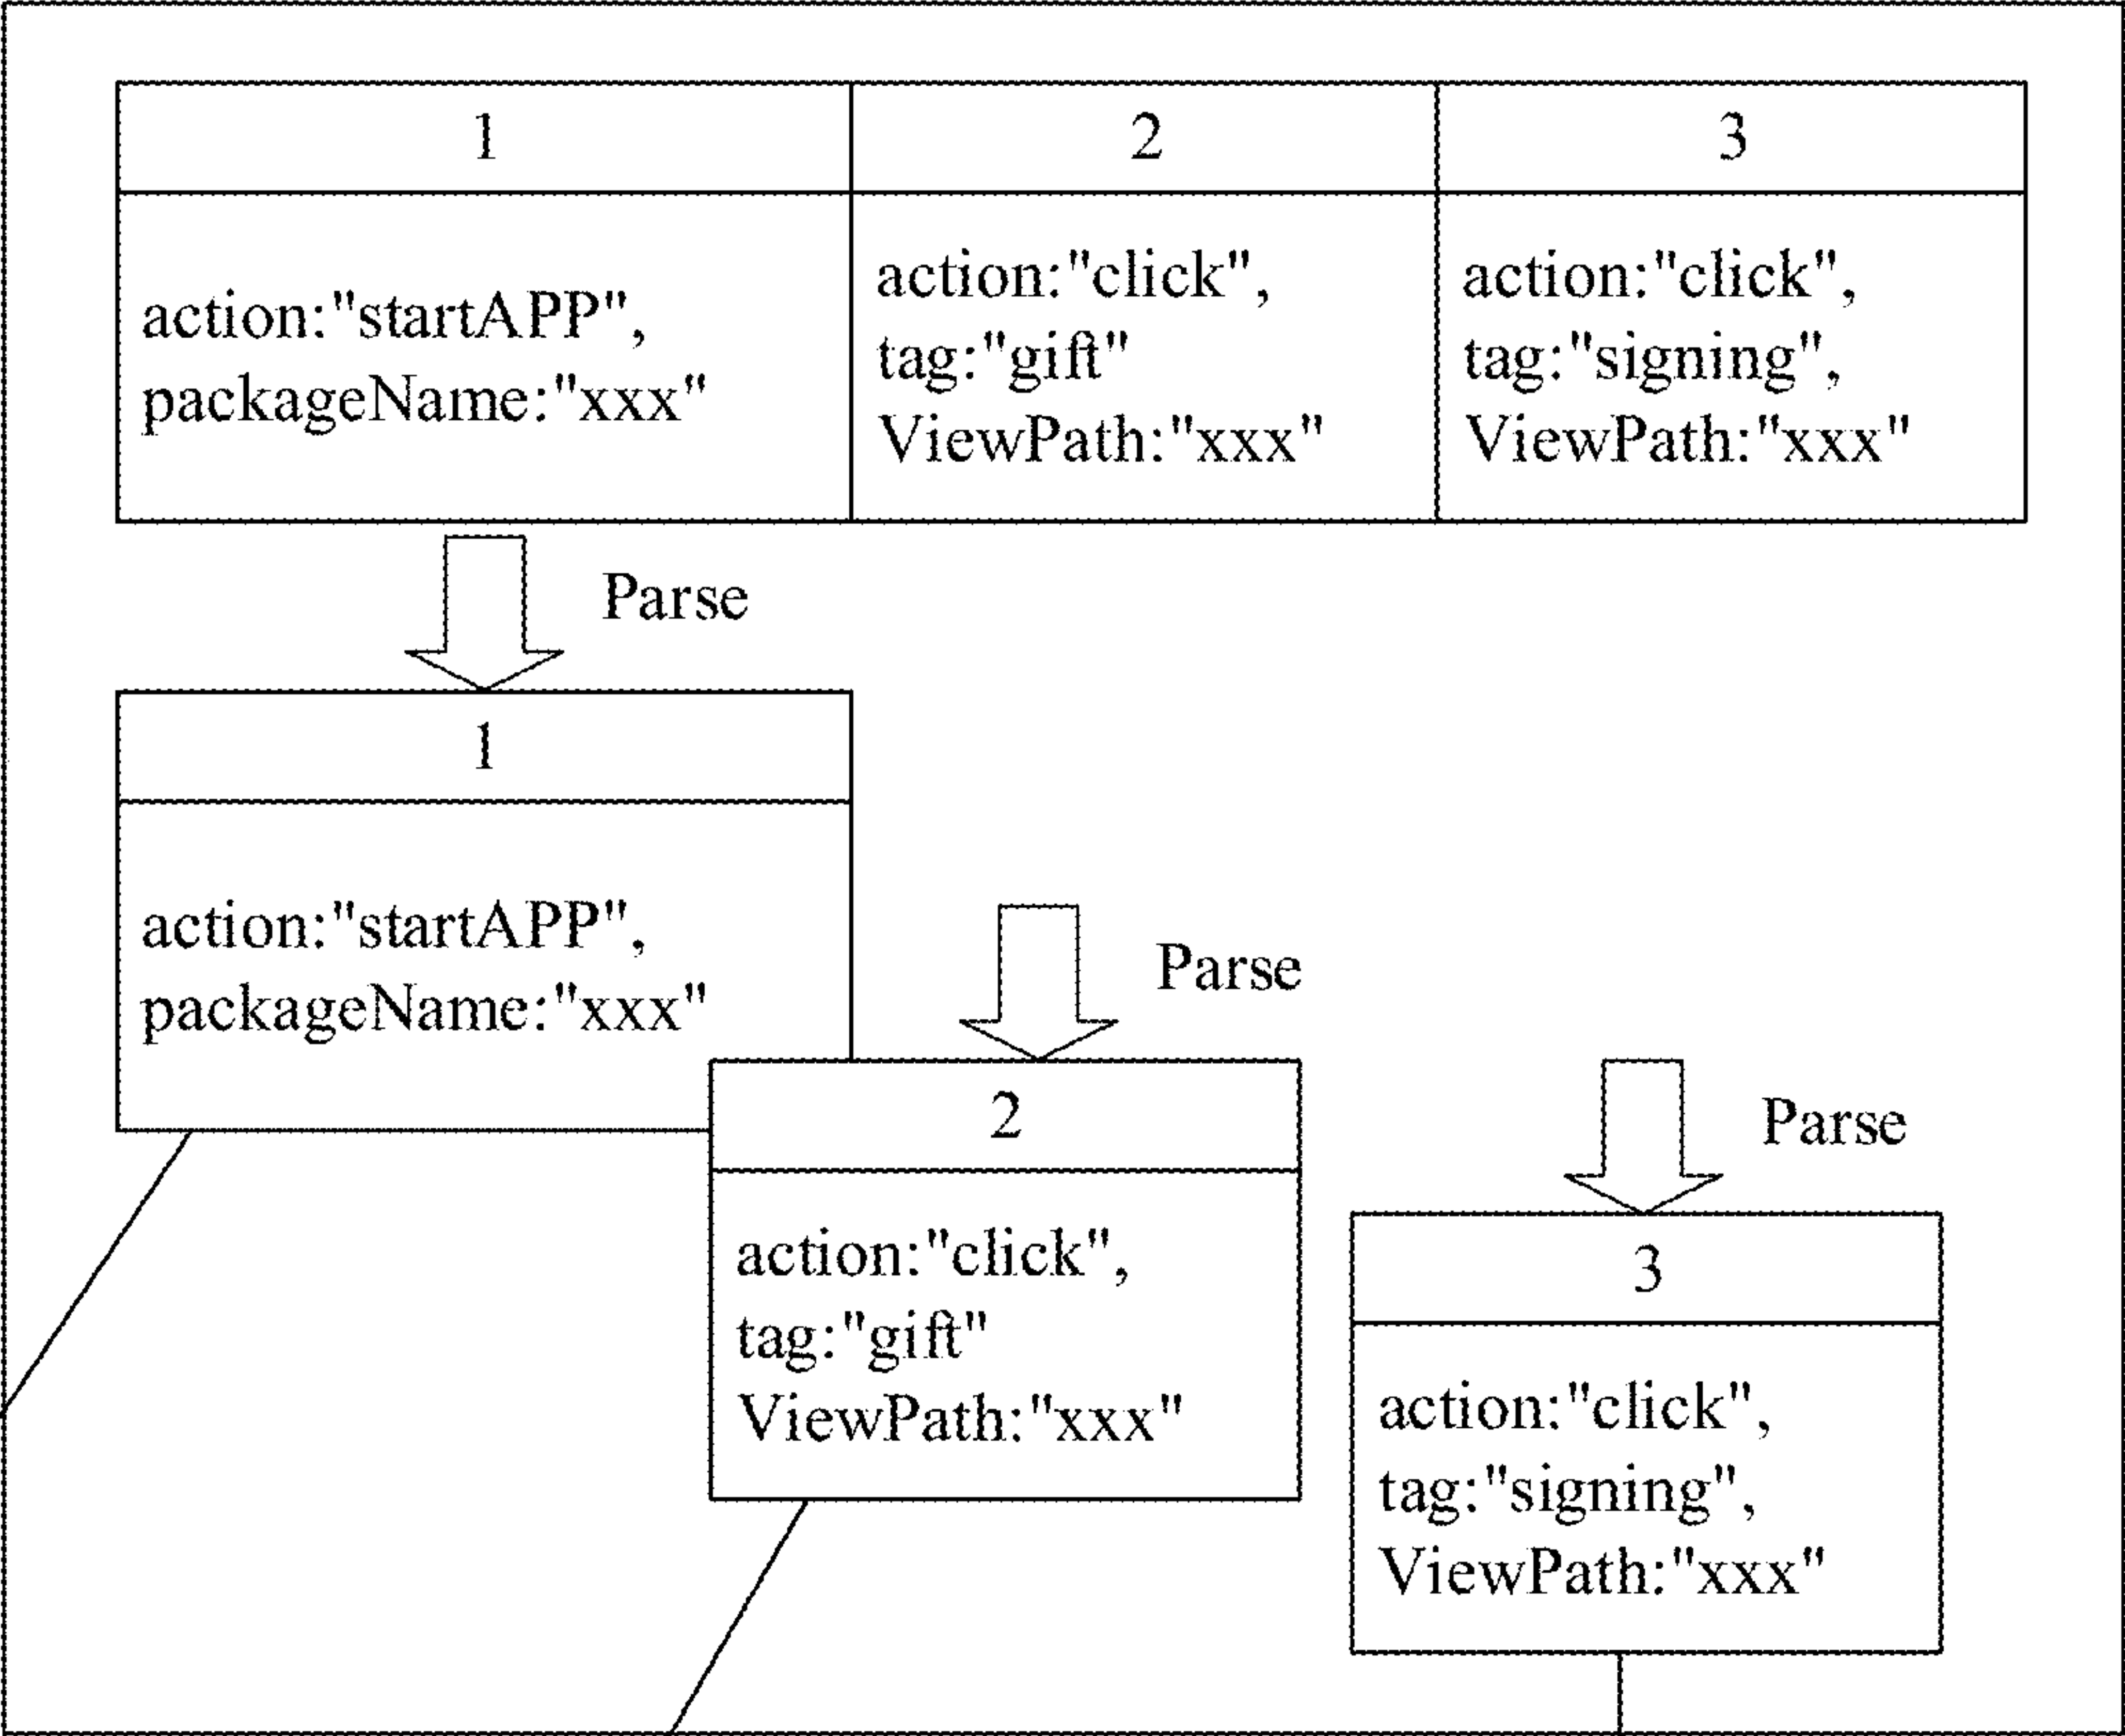 1
2
3
action:"startAPP",
packageName:"xxx"
action:"click",
tag:"gift"
ViewPath:"xxx"
action:"click",
tag:"signing",
ViewPath:"xxx"
Parse
1
action:"startAPP",
packageName:"xxx"
Parse
2
action:"click",
tag:"gift"
ViewPath:"xxx"
Parse
3
action:"click",
tag:"signing",
ViewPath:"xxx"